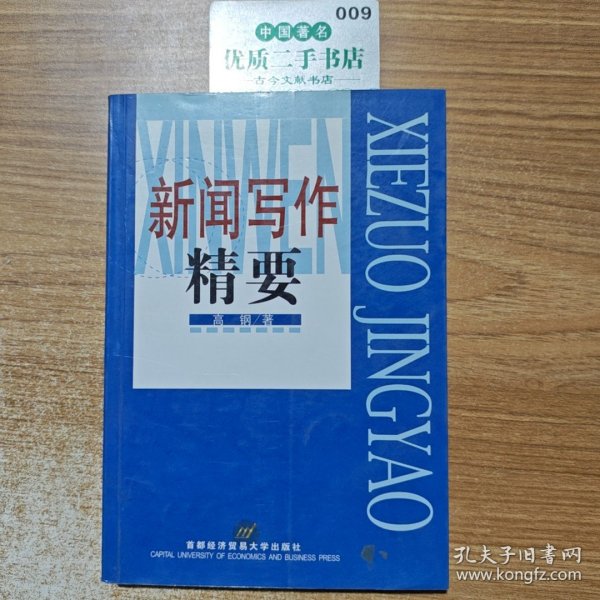 009
中国著名
优质二手书店
古今文献书店
XINWEN
新闻写作
精要
高 钢/著
XIEZUO JINGYAO
首都经济贸易大学出版社
CAPITAL UNIVERSITY OF ECONOMICS AND BUSINESS PRESS
孔夫子旧书网
www.kongfz.com